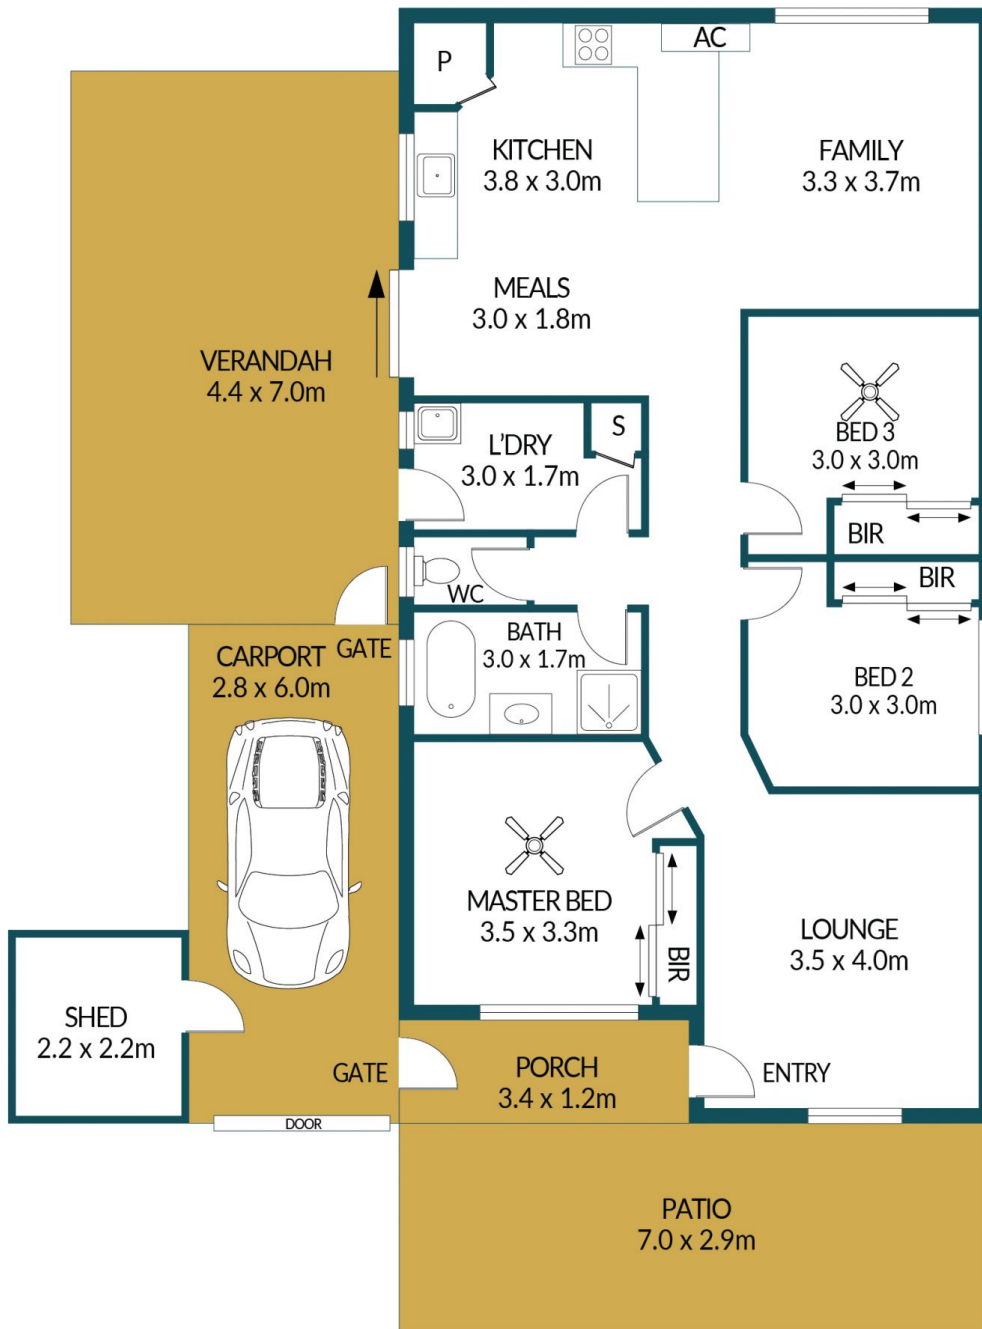 P
AC
KITCHEN
3.8 x 3.0m
FAMILY
3.3 x 3.7m
MEALS
3.0 x 1.8m
VERANDAH
4.4 x 7.0m
L'DRY
3.0 x 1.7m
S
BED 3
3.0 x 3.0m
BIR
WC
BIR
BATH
3.0 x 1.7m
GATE
CARPORT
2.8 x 6.0m
BED 2
3.0 x 3.0m
MASTER BED
3.5 x 3.3m
BIR
LOUNGE
3.5 x 4.0m
SHED
2.2 x 2.2m
GATE
PORCH
3.4 x 1.2m
ENTRY
DOOR
PATIO
7.0 x 2.9m